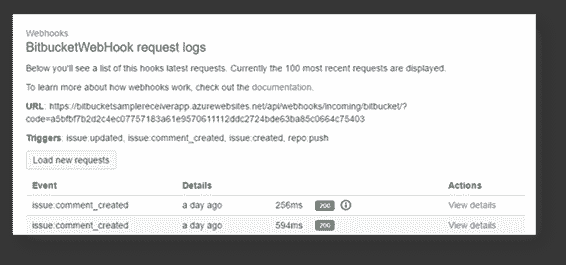 Webhooks
BitbucketWebHook request logs
Below you'll see a list of this hooks latest requests. Currently the 100 most recent requests are displayed.
To learn more about how webhooks work, check out the documentation.
URL: https://bitbucketsamplereceiverapp.azurewebsites.net/api/webhooks/incoming/bitbucket/?
code=a5bfbf7b2d2c4ec07757183a61e9570611112ddc2724bde63ba85c0664c75403
Triggers: issue:updated, issue:comment_created, issue:created, repo:push
Load new requests
Event Details Actions
issue:comment_created a day ago 256ms 200 View details
issue:comment_created a day ago 594ms 200 View details